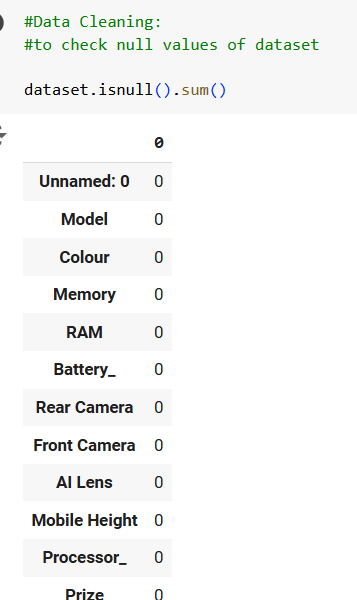 #Data Cleaning:
#to check null values of dataset
dataset.isnull().sum()
0
Unnamed: 0 0
Model 0
Colour 0
Memory 0
RAM 0
Battery_ 0
Rear Camera 0
Front Camera 0
AI Lens 0
Mobile Height 0
Processor_ 0
Prize 0